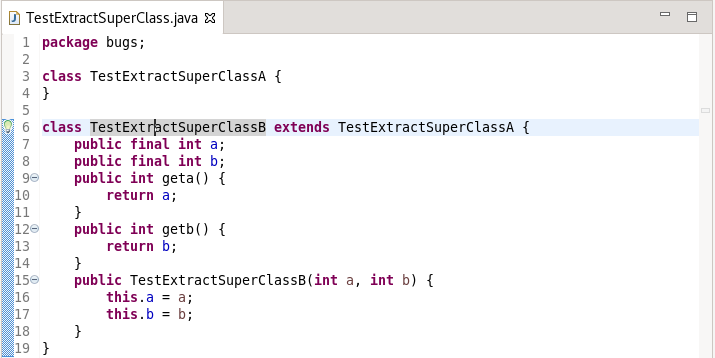 TestExtractSuperClass.java
1 package bugs;
2
3 class TestExtractSuperClassA {
4 }
5
6 class TestExtractSuperClassB extends TestExtractSuperClassA {
7     public final int a;
8     public final int b;
9     public int geta() {
10         return a;
11     }
12     public int getb() {
13         return b;
14     }
15     public TestExtractSuperClassB(int a, int b) {
16         this.a = a;
17         this.b = b;
18     }
19 }